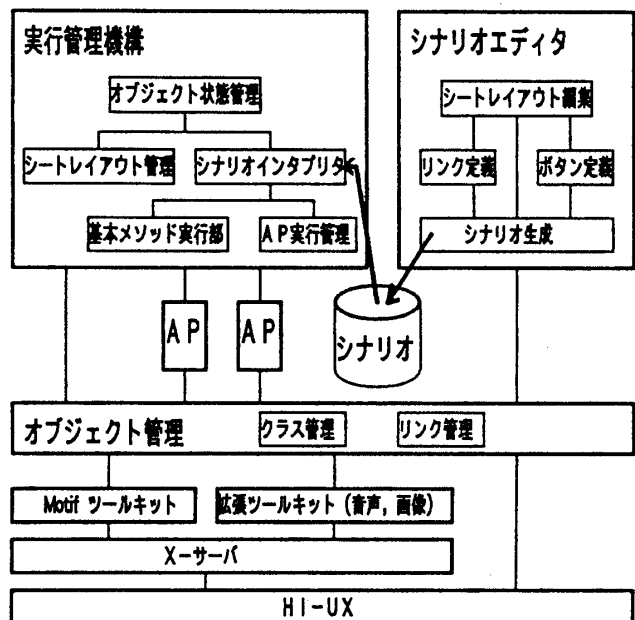 実行管理機構
オブジェクト状態管理
シートレイアウト管理
シナリオインタプリタ
基本メソッド実行部
AP実行管理
シナリオエディタ
シートレイアウト編集
リンク定義
ボタン定義
シナリオ生成
AP
AP
シナリオ
オブジェクト管理
クラス管理
リンク管理
Motif ツールキット
拡張ツールキット(音声,画像)
X-サーバ
HI-UX